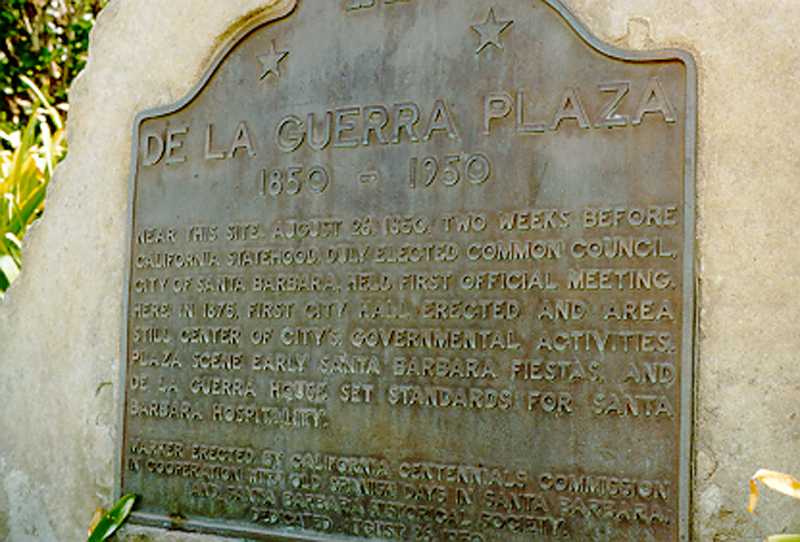 DE LA GUERRA PLAZA
1850 - 1950
NEAR THIS SITE, AUGUST 26, 1850, TWO WEEKS BEFORE
CALIFORNIA STATEHOOD, DULY ELECTED COMMON COUNCIL,
CITY OF SANTA BARBARA, HELD FIRST OFFICIAL MEETING.
HERE IN 1875, FIRST CITY HALL ERECTED AND AREA
STILL CENTER OF CITY'S GOVERNMENTAL ACTIVITIES.
PLAZA SCENE EARLY SANTA BARBARA FIESTAS, AND
DE LA GUERRA HOUSE SET STANDARDS FOR SANTA
BARBARA HOSPITALITY.
MARKER ERECTED BY CALIFORNIA CENTENNIALS COMMISSION
IN COOPERATION WITH OLD SPANISH DAYS IN SANTA BARBARA,
AND SANTA BARBARA HISTORICAL SOCIETY.
DEDICATED AUGUST 26, 1950